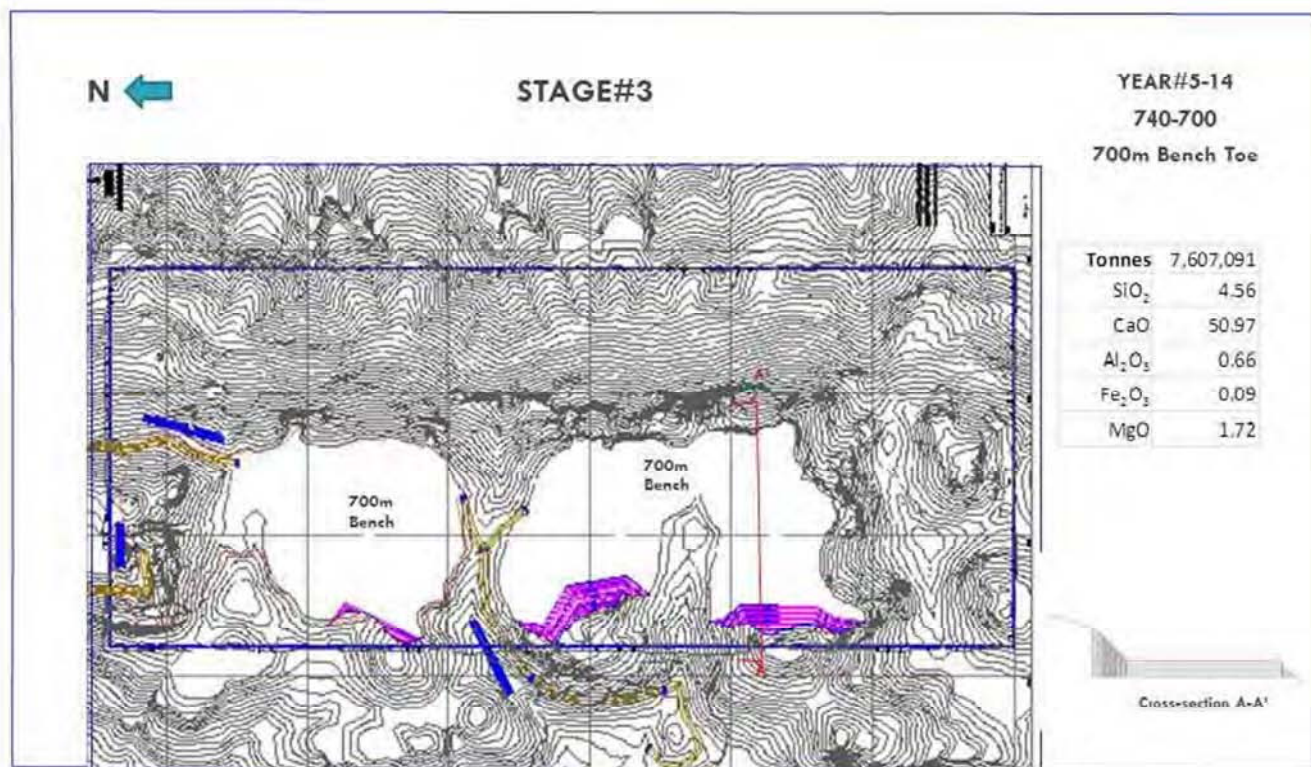 N
STAGE#3
YEAR#5-14
740-700
700m Bench Toe
Tonnes 7,607,091
SiO₂ 4.56
CaO 50.97
Al₂O₃ 0.66
Fe₂O₃ 0.09
MgO 1.72
A'
700m
Bench
700m
Bench
Cross-section A-A'